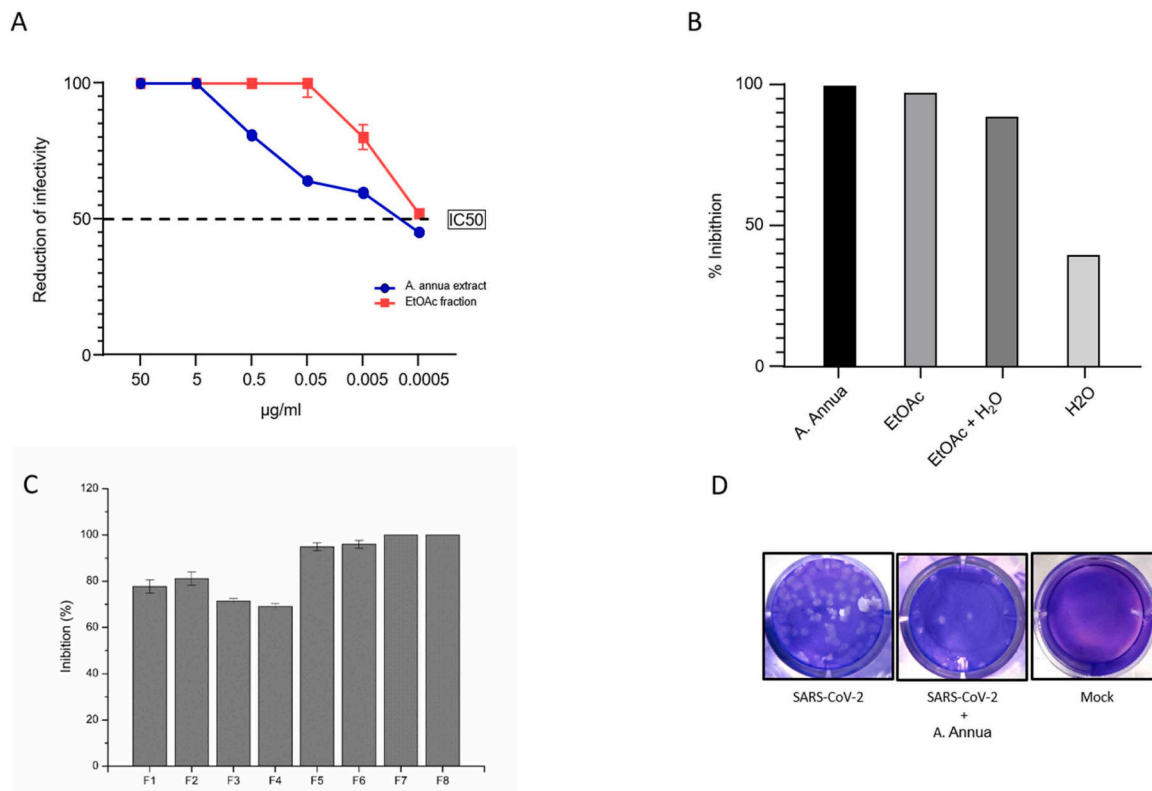 A
100
50
0
Reduction of infectivity
IC50
A. annua extract
EtOAc fraction
50 5 0.5 0.05 0.005 0.0005
µg/ml
B
100
50
0
% Inibithion
A. Annua
EtOAc
EtOAc + H₂O
H2O
C
120
100
80
60
40
20
0
Inibition (%)
F1 F2 F3 F4 F5 F6 F7 F8
D
SARS-CoV-2
SARS-CoV-2
+
A. Annua
Mock